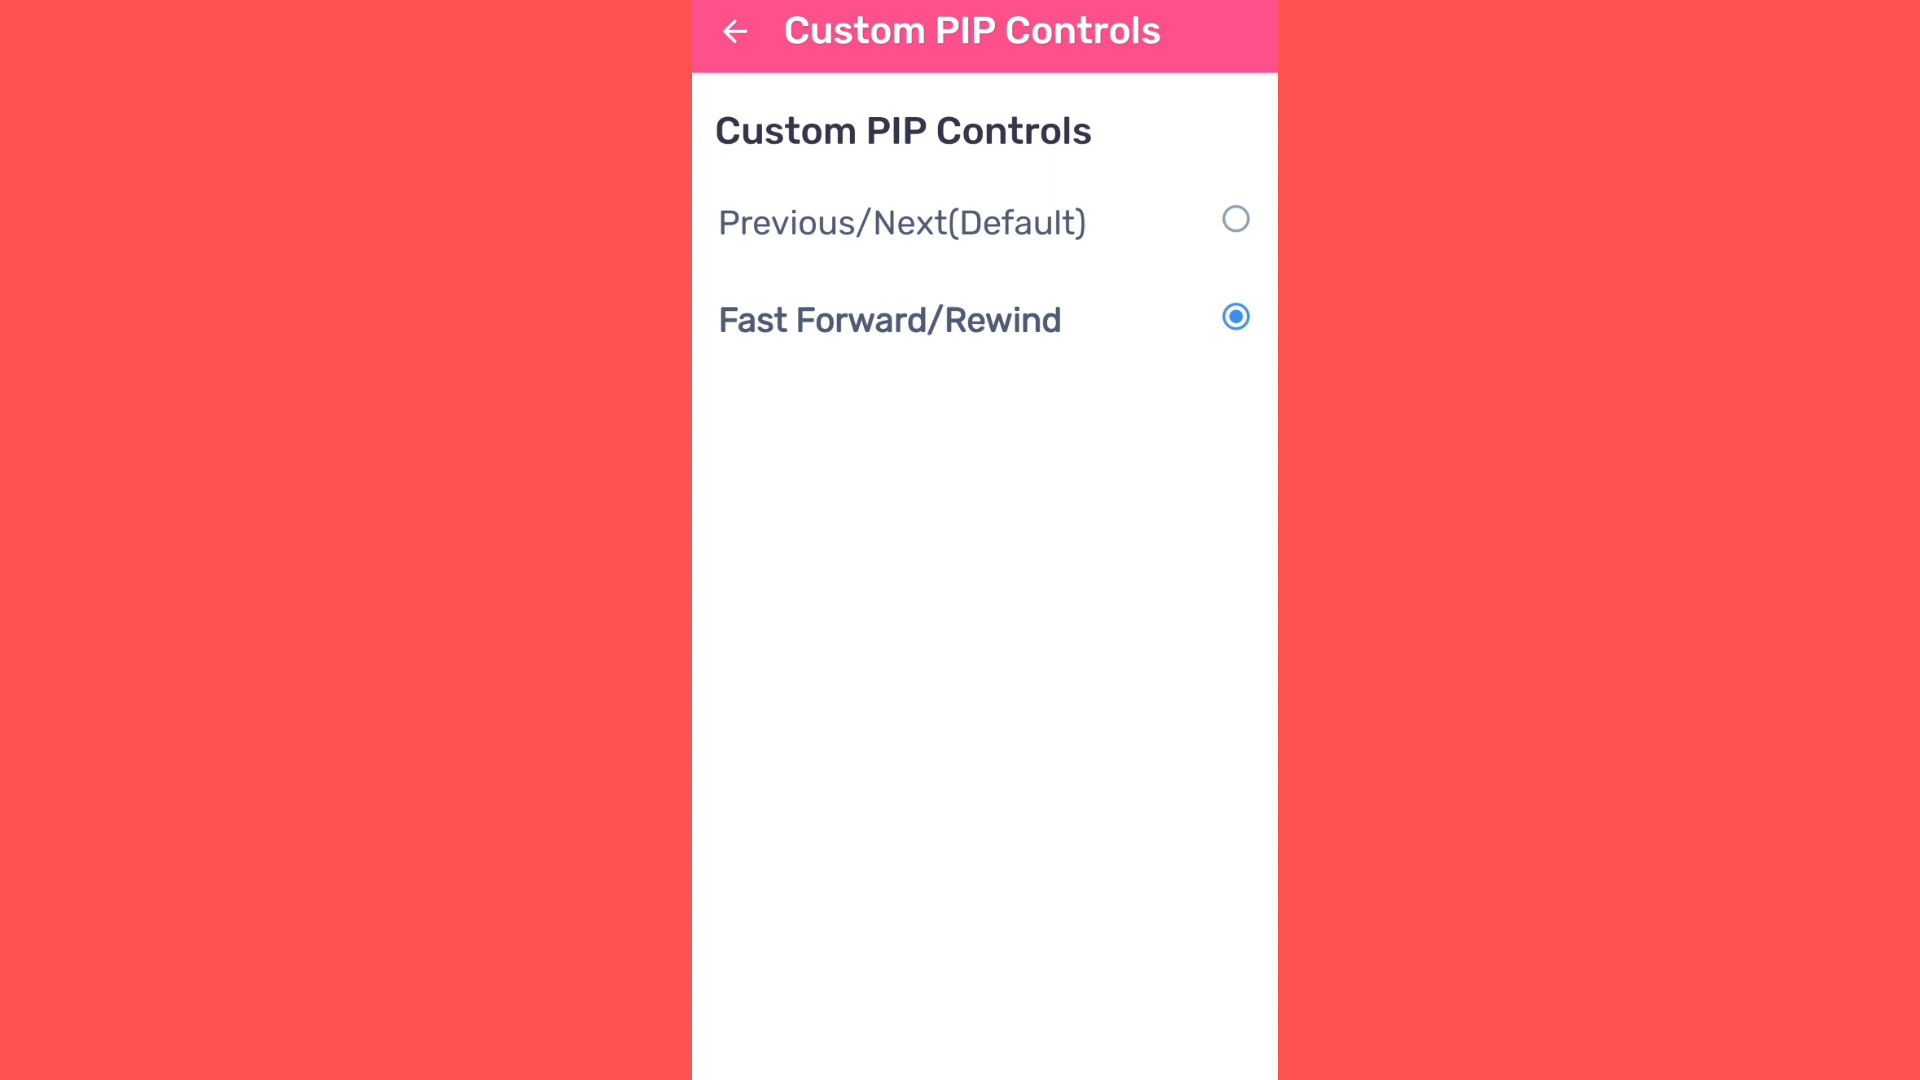 Custom PIP Controls
Custom PIP Controls
Previous/Next(Default)
Fast Forward/Rewind